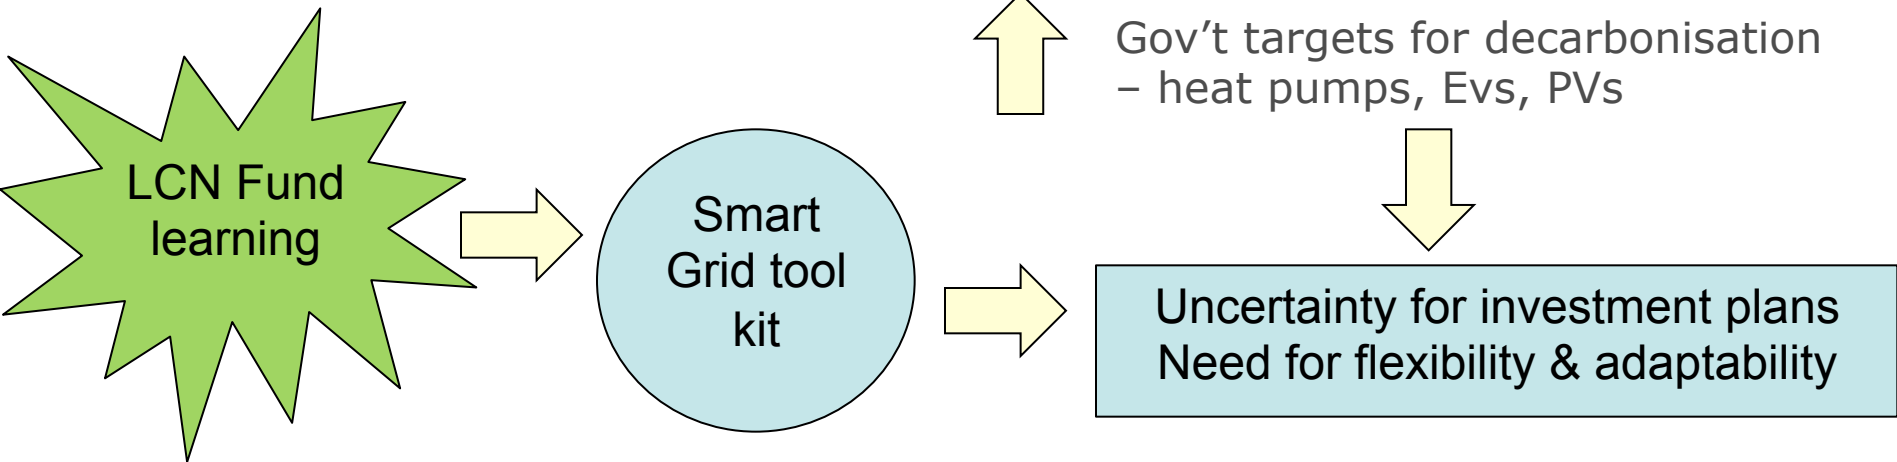 Gov’t targets for decarbonisation
– heat pumps, Evs, PVs
LCN Fund
learning
Smart
Grid tool
kit
Uncertainty for investment plans
Need for flexibility & adaptability